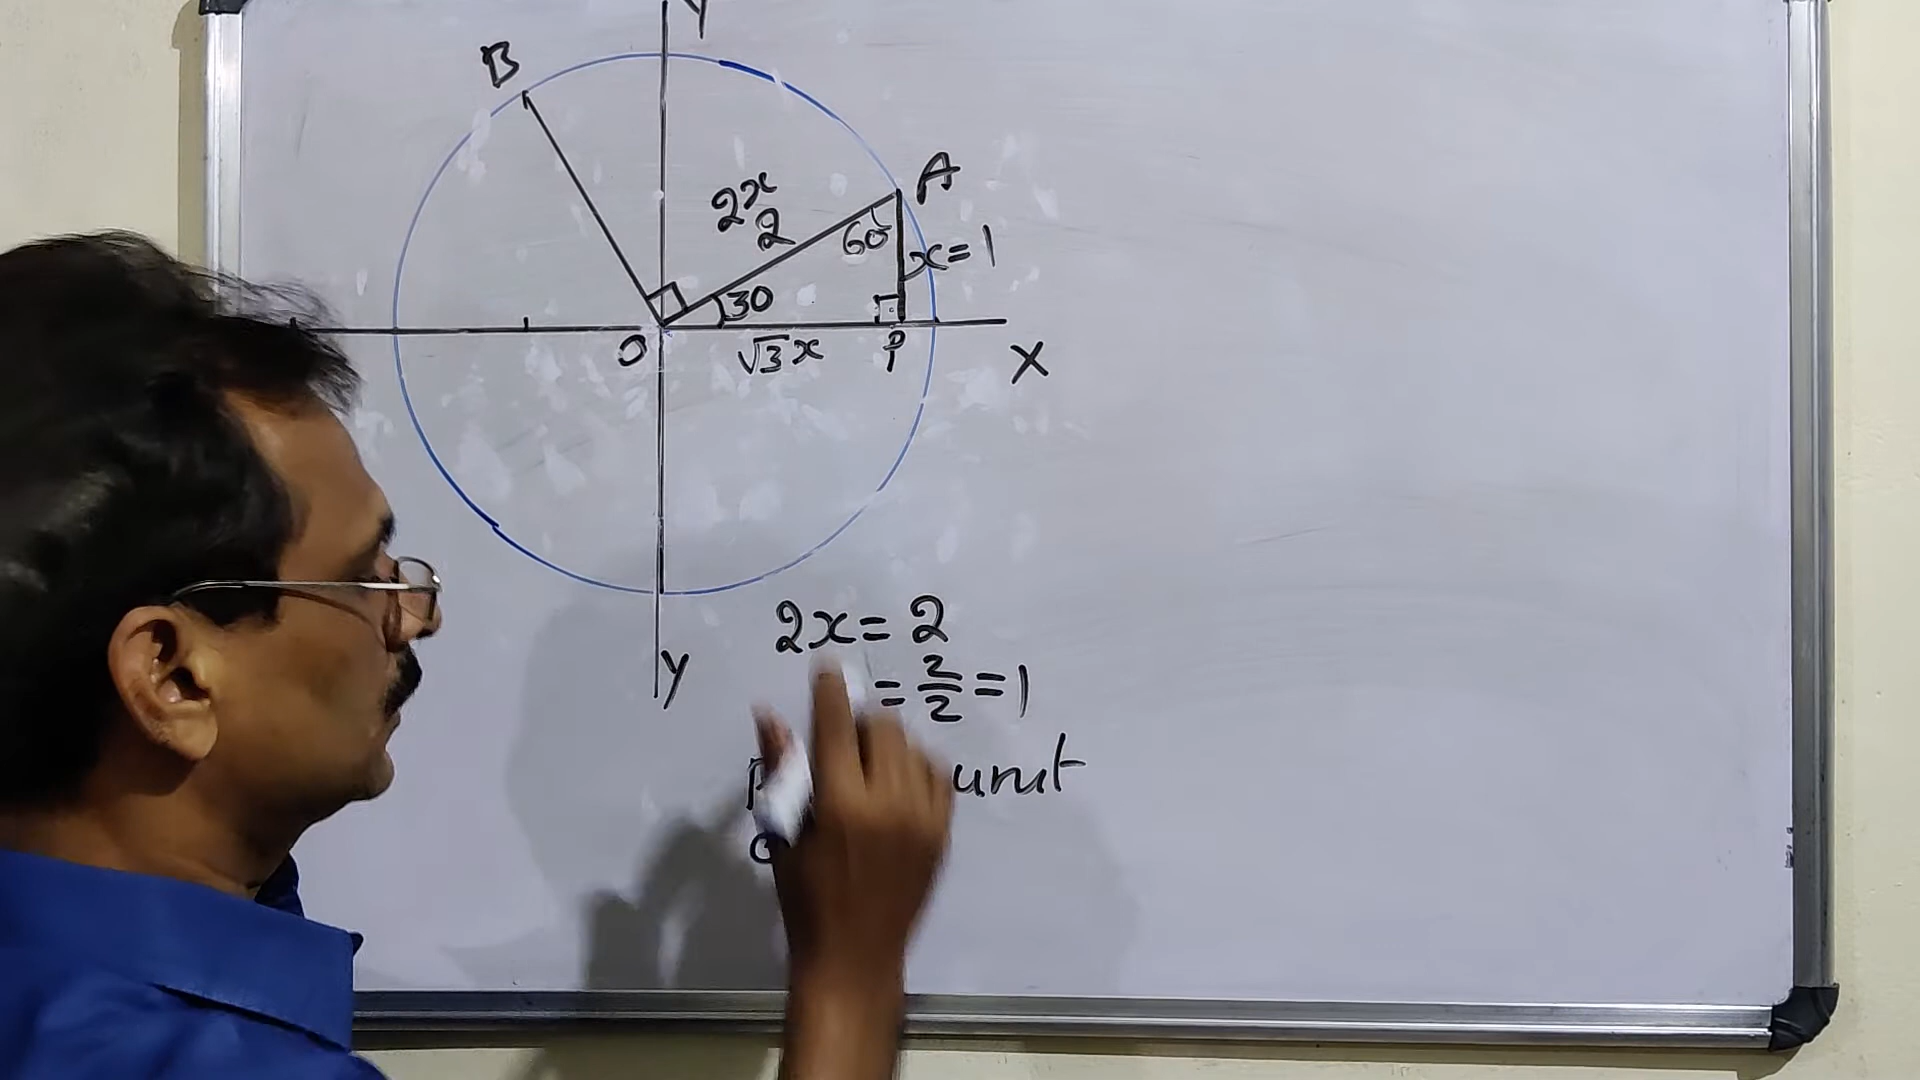 Y
B
A
2x
2
60
x=1
30
O
√3x
P
X
2x= 2
= 2/2 =1
Y
unit